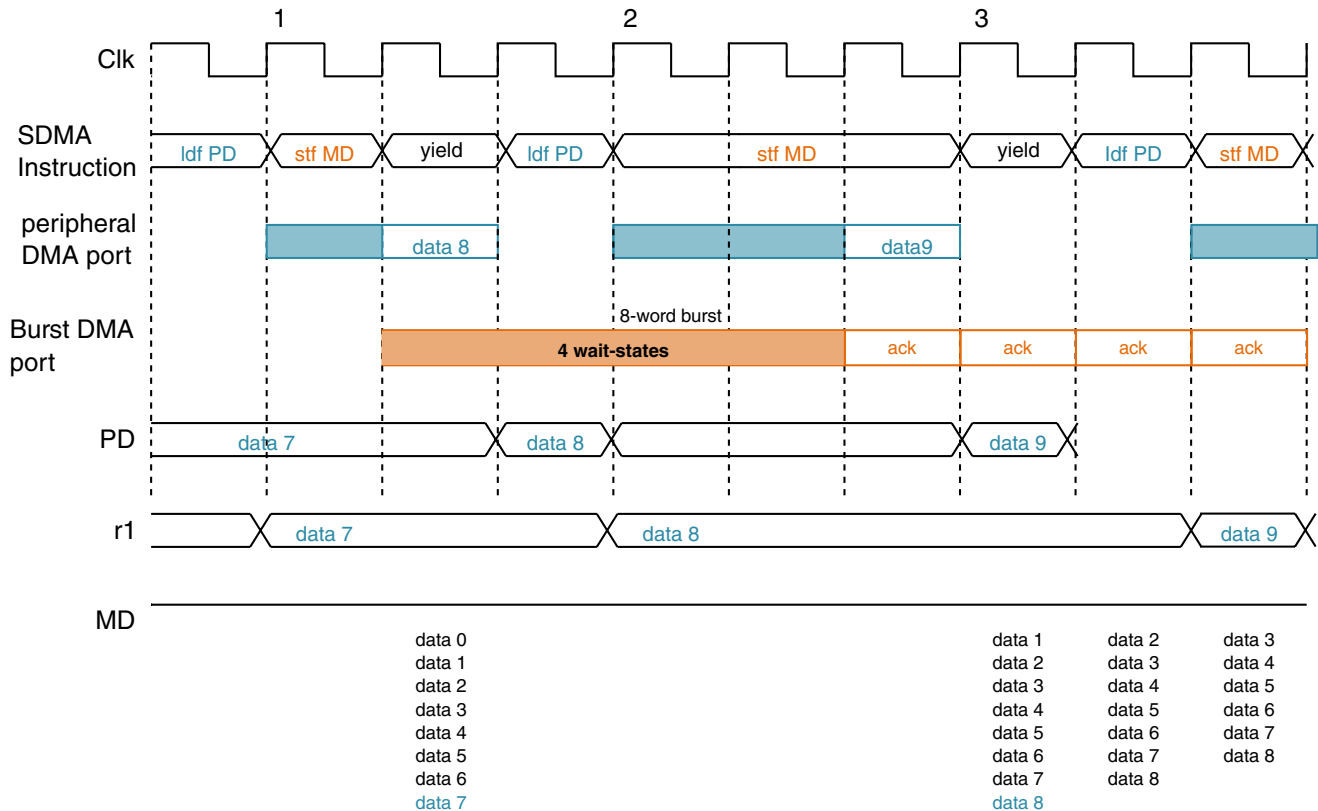 1 2 3
Clk
SDMA
Instruction
ldf PD stf MD yield ldf PD stf MD yield ldf PD stf MD
peripheral
DMA port
data 8 data9
8-word burst
Burst DMA
port
4 wait-states ack ack ack ack
PD
data 7 data 8 data 9
r1
data 7 data 8 data 9
MD
data 0 data 1 data 2 data 3
data 1 data 2 data 3 data 4
data 2 data 3 data 4 data 5
data 3 data 4 data 5 data 6
data 4 data 5 data 6 data 7
data 5 data 6 data 7 data 8
data 6 data 7 data 8
data 7 data 8